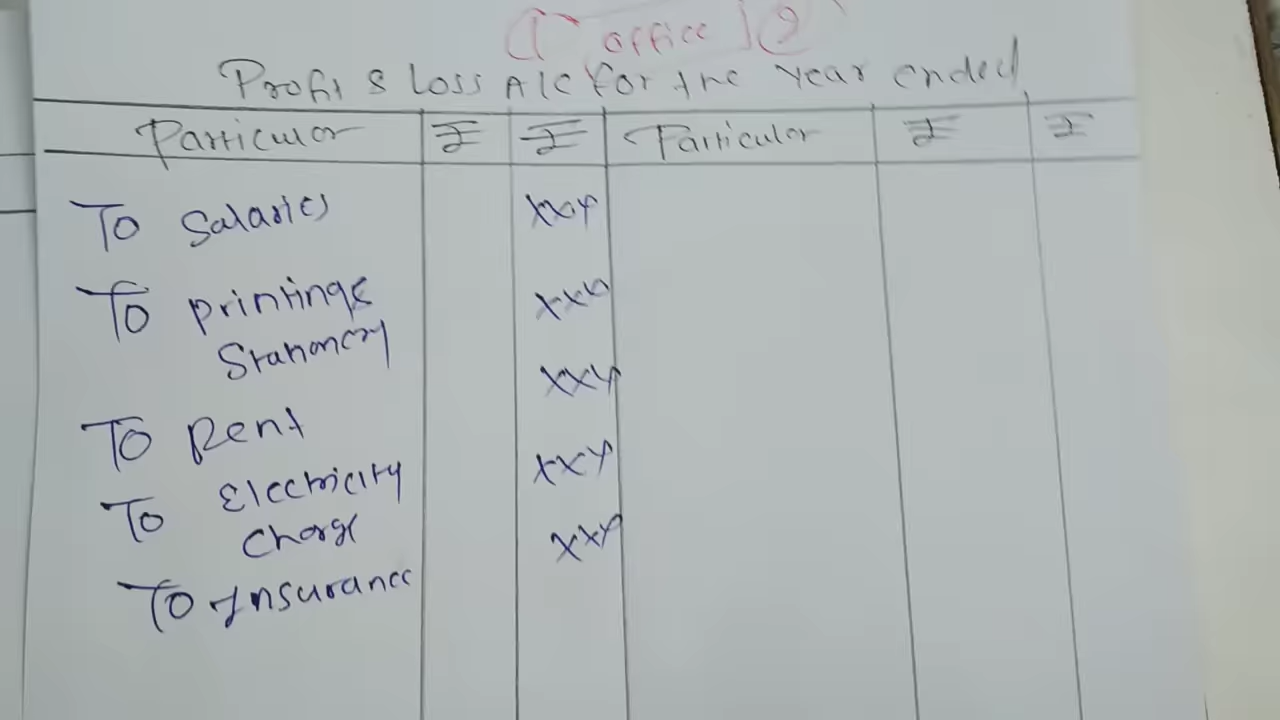 office
Profit & Loss A/C for the Year ended
Particular ₹ ₹ Particular ₹ ₹
To Salaries xxx
To printing &
Stationery xxx
xxx
To Rent
To Electricity xxx
Charge
xxx
To Insurance